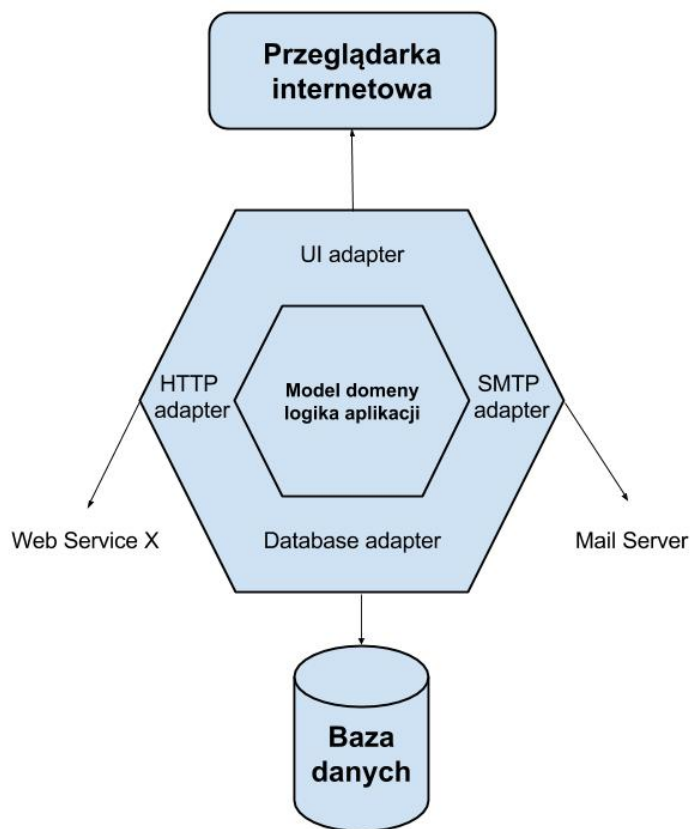 Przeglądarka
internetowa
UI adapter
HTTP
adapter
Model domeny
logika aplikacji
SMTP
adapter
Web Service X
Database adapter
Mail Server
Baza
danych